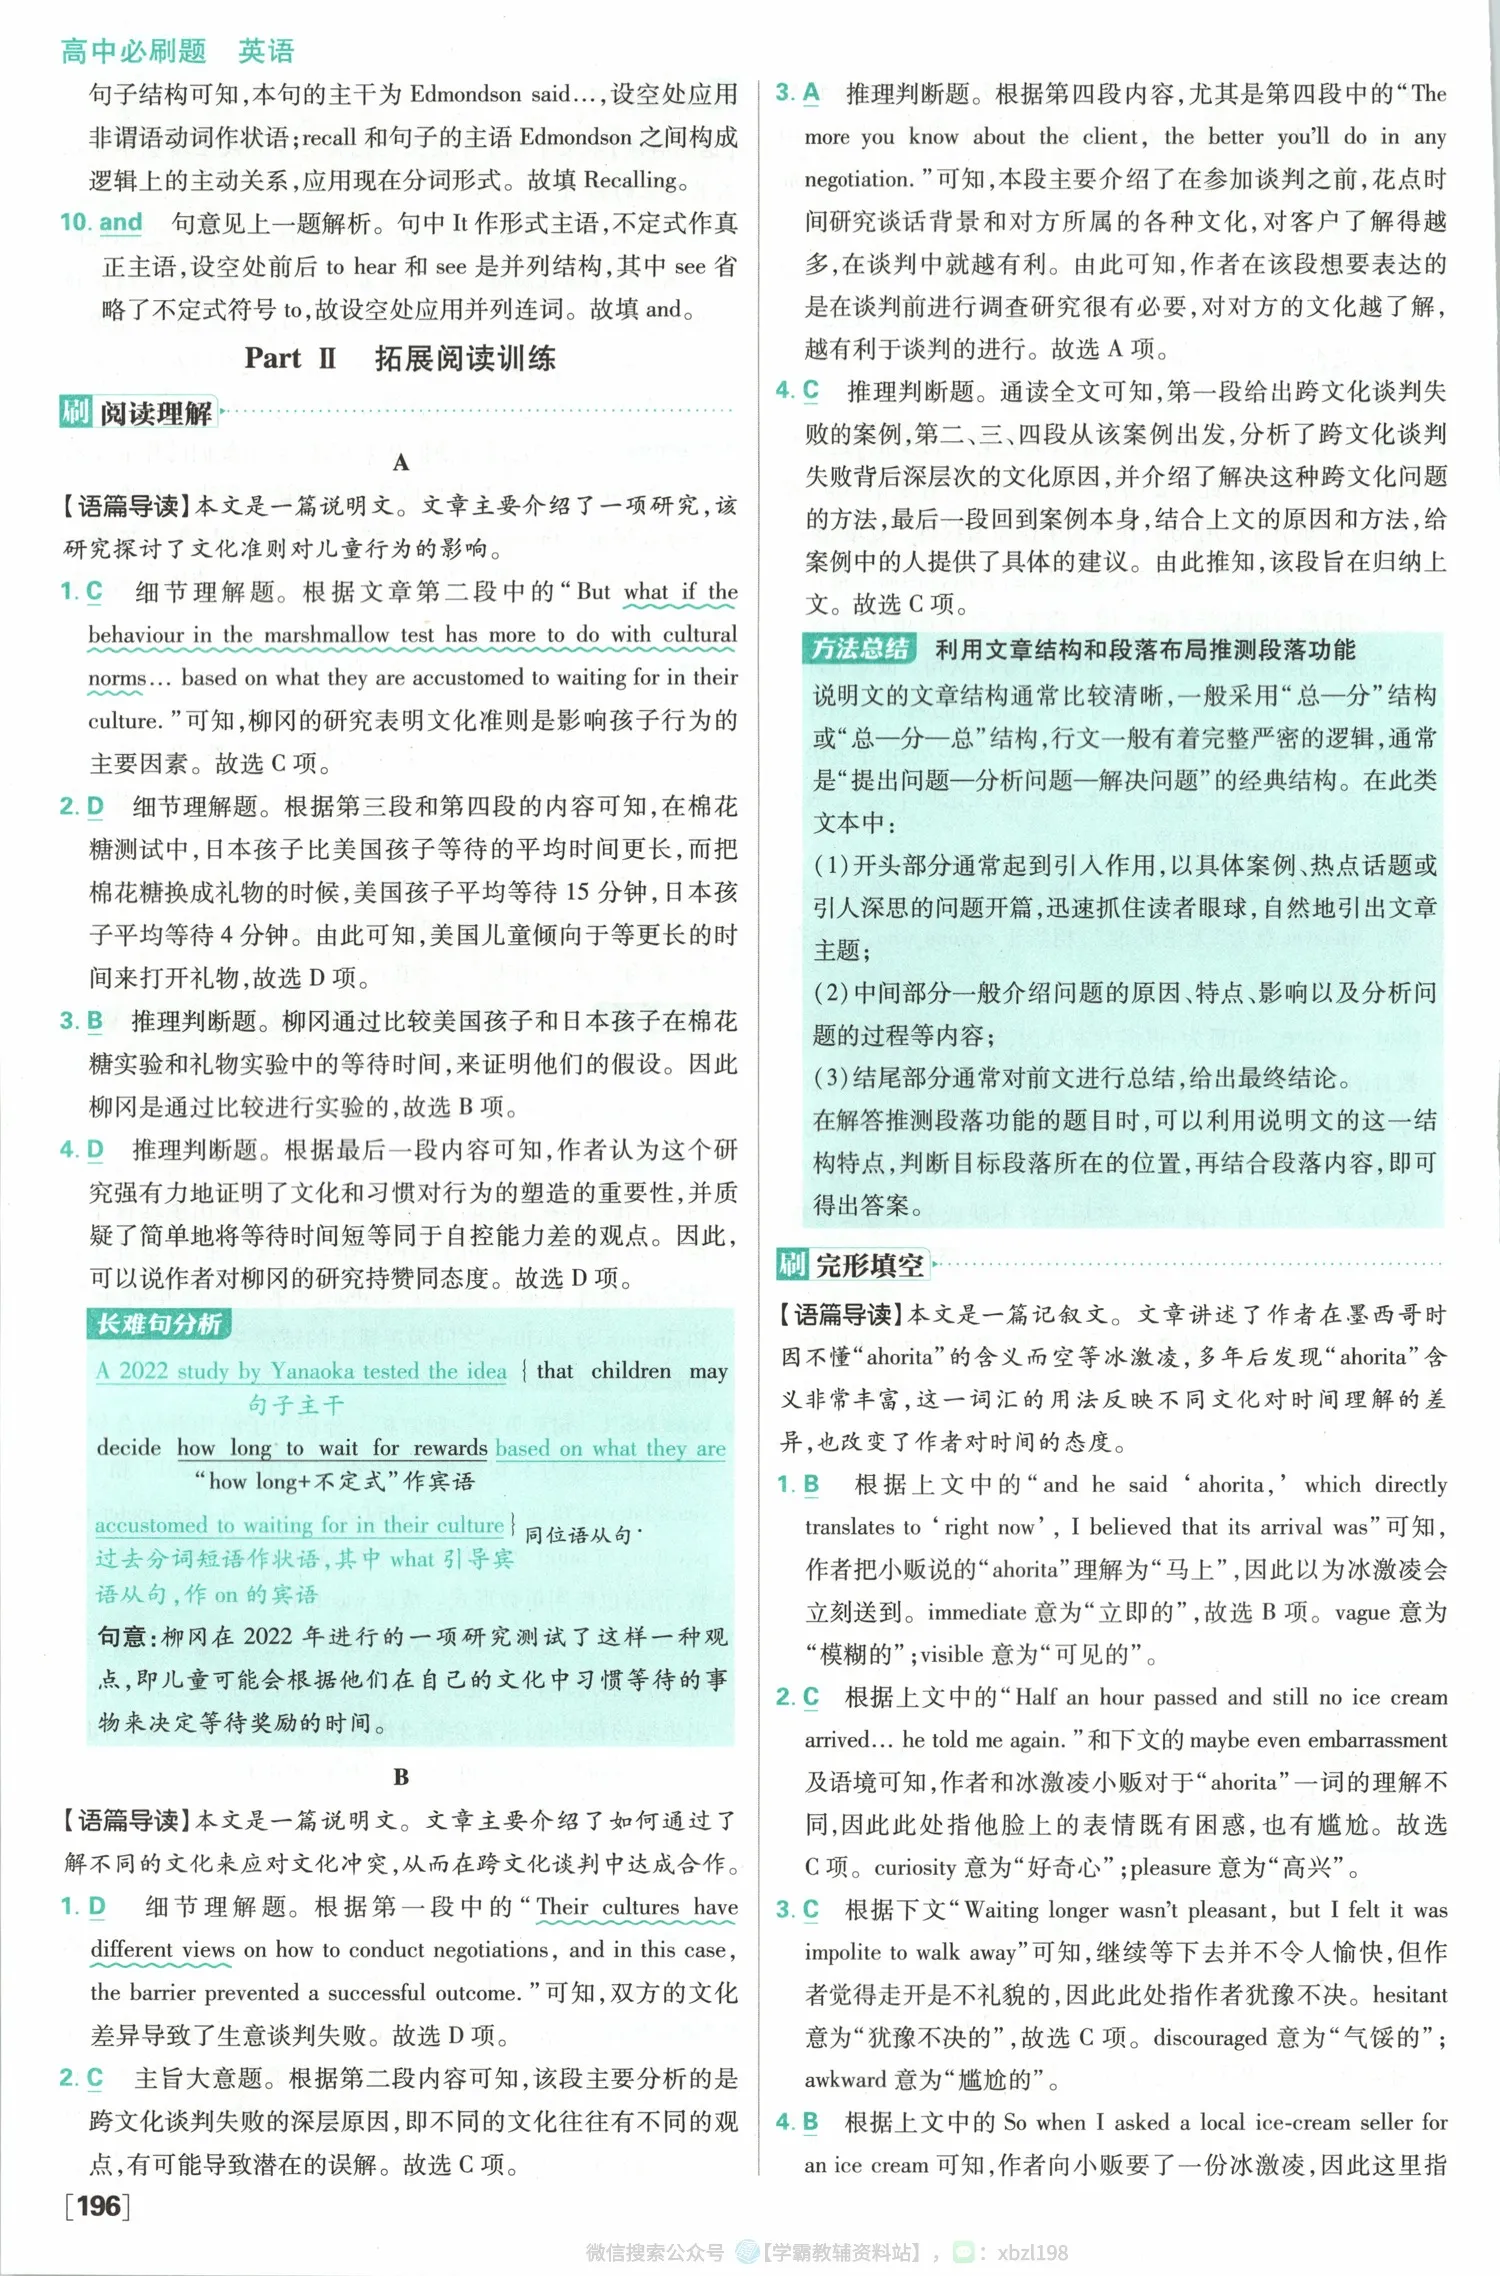 高中必刷题 英语
句子结构可知,本句的主干为 Edmondson said…,设空处应用
非谓语动词作状语;recall 和句子的主语 Edmondson 之间构成
逻辑上的主动关系,应用现在分词形式。故填 Recalling。
10. and 句意见上一题解析。句中 It 作形式主语,不定式作真
正主语,设空处前后 to hear 和 see 是并列结构,其中 see 省
略了不定式符号 to,故设空处应用并列连词。故填 and。
Part Ⅱ 拓展阅读训练
刷 阅读理解
A
【语篇导读】本文是一篇说明文。文章主要介绍了一项研究,该
研究探讨了文化准则对儿童行为的影响。
1. C 细节理解题。根据文章第二段中的“But what if the
behaviour in the marshmallow test has more to do with cultural
norms… based on what they are accustomed to waiting for in their
culture.”可知,柳冈的研究表明文化准则是影响孩子行为的
主要因素。故选 C 项。
2. D 细节理解题。根据第三段和第四段的内容可知,在棉花
糖测试中,日本孩子比美国孩子等待的平均时间更长,而把
棉花糖换成礼物的时候,美国孩子平均等待 15 分钟,日本孩
子平均等待 4 分钟。由此可知,美国儿童倾向于等更长的时
间来打开礼物,故选 D 项。
3. B 推理判断题。柳冈通过比较美国孩子和日本孩子在棉花
糖实验和礼物实验中的等待时间,来证明他们的假设。因此
柳冈是通过比较进行实验的,故选 B 项。
4. D 推理判断题。根据最后一段内容可知,作者认为这个研
究强有力地证明了文化和习惯对行为的塑造的重要性,并质
疑了简单地将等待时间短等同于自控能力差的观点。因此,
可以说作者对柳冈的研究持赞同态度。故选 D 项。
长难句分析
A 2022 study by Yanaoka tested the idea {that children may
句子主干
decide how long to wait for rewards based on what they are
“how long+不定式”作宾语
accustomed to waiting for in their culture} 同位语从句
过去分词短语作状语,其中 what 引导宾
语从句,作 on 的宾语
句意:柳冈在 2022 年进行的一项研究测试了这样一种观
点,即儿童可能会根据他们在自己的文化中习惯等待的事
物来决定等待奖励的时间。
B
【语篇导读】本文是一篇说明文。文章主要介绍了如何通过了
解不同的文化来应对文化冲突,从而在跨文化谈判中达成合作。
1. D 细节理解题。根据第一段中的“Their cultures have
different views on how to conduct negotiations, and in this case,
the barrier prevented a successful outcome.”可知,双方的文化
差异导致了生意谈判失败。故选 D 项。
2. C 主旨大意题。根据第二段内容可知,该段主要分析的是
跨文化谈判失败的深层原因,即不同的文化往往有不同的观
点,有可能导致潜在的误解。故选 C 项。
[196]
3. A 推理判断题。根据第四段内容,尤其是第四段中的“The
more you know about the client, the better you'll do in any
negotiation.”可知,本段主要介绍了在参加谈判之前,花点时
间研究谈话背景和对方所属的各种文化,对客户了解得越
多,在谈判中就越有利。由此可知,作者在该段想要表达的
是在谈判前进行调查研究很有必要,对对方的文化越了解,
越有利于谈判的进行。故选 A 项。
4. C 推理判断题。通读全文可知,第一段给出跨文化谈判失
败的案例,第二、三、四段从该案例出发,分析了跨文化谈判
失败背后深层次的文化原因,并介绍了解决这种跨文化问题
的方法,最后一段回到案例本身,结合上文的原因和方法,给
案例中的人提供了具体的建议。由此推知,该段旨在归纳上
文。故选 C 项。
方法总结 利用文章结构和段落布局推测段落功能
说明文的文章结构通常比较清晰,一般采用“总—分”结构
或“总—分—总”结构,行文一般有着完整严密的逻辑,通常
是“提出问题—分析问题—解决问题”的经典结构。在此类
文本中:
(1)开头部分通常起到引入作用,以具体案例、热点话题或
引人深思的问题开篇,迅速抓住读者眼球,自然地引出文章
主题;
(2)中间部分一般介绍问题的原因、特点、影响以及分析问
题的过程等内容;
(3)结尾部分通常对前文进行总结,给出最终结论。
在解答推测段落功能的题目时,可以利用说明文的这一结
构特点,判断目标段落所在的位置,再结合段落内容,即可
得出答案。
刷 完形填空
【语篇导读】本文是一篇记叙文。文章讲述了作者在墨西哥时
因不懂“ahorita”的含义而空等冰激凌,多年后发现“ahorita”含
义非常丰富,这一词汇的用法反映不同文化对时间理解的差
异,也改变了作者对时间的态度。
1. B 根据上文中的“and he said ‘ahorita,’ which directly
translates to ‘right now’, I believed that its arrival was”可知,
作者把小贩说的“ahorita”理解为“马上”,因此以为冰激凌会
立刻送到。immediate 意为“立即的”,故选 B 项。vague 意为
“模糊的”;visible 意为“可见的”。
2. C 根据上文中的“Half an hour passed and still no ice cream
arrived… he told me again.”和下文的 maybe even embarrassment
及语境可知,作者和冰激凌小贩对于“ahorita”一词的理解不
同,因此此处指他脸上的表情既有困惑,也有尴尬。故选
C 项。curiosity 意为“好奇心”;pleasure 意为“高兴”。
3. C 根据下文“Waiting longer wasn't pleasant, but I felt it was
impolite to walk away”可知,继续等下去并不令人愉快,但作
者觉得走开是不礼貌的,因此此处指作者犹豫不决。hesitant
意为“犹豫不决的”,故选 C 项。discouraged 意为“气馁的”;
awkward 意为“尴尬的”。
4. B 根据上文中的 So when I asked a local ice-cream seller for
an ice cream 可知,作者向小贩要了一份冰激凌,因此这里指
微信搜索公众号 【学霸教辅资料站】, : xbzl198